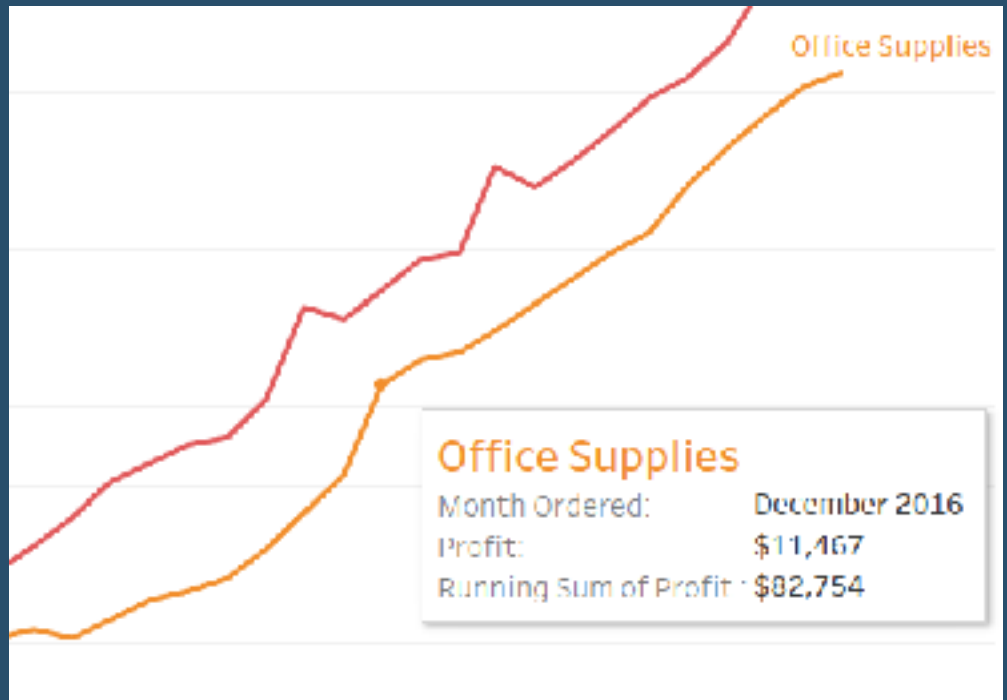 Office Supplies
Office Supplies
Month Ordered: December 2016
Profit: $11,467
Running Sum of Profit : $82,754